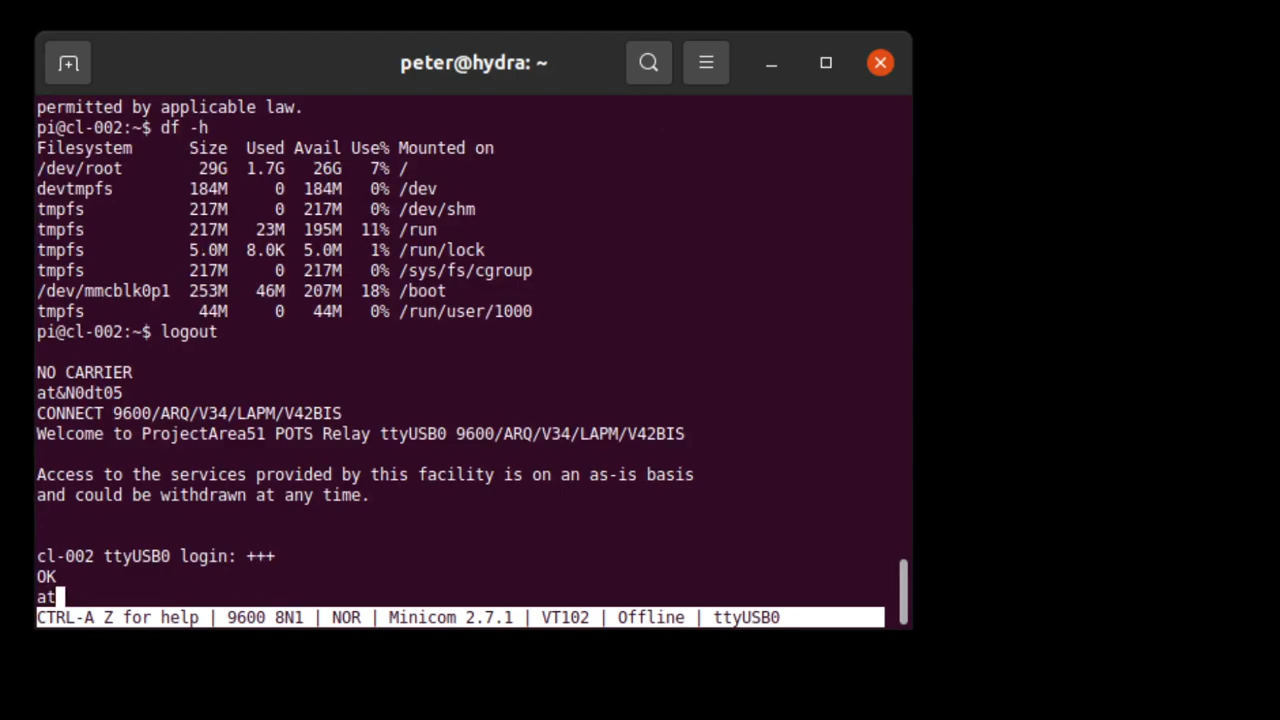 peter@hydra: ~
permitted by applicable law.
pi@cl-002:~$ df -h
Filesystem      Size  Used Avail Use% Mounted on
/dev/root        29G  1.7G   26G   7% /
devtmpfs        184M     0  184M   0% /dev
tmpfs           217M     0  217M   0% /dev/shm
tmpfs           217M   23M  195M  11% /run
tmpfs           5.0M  8.0K  5.0M   1% /run/lock
tmpfs           217M     0  217M   0% /sys/fs/cgroup
/dev/mmcblk0p1  253M   46M  207M  18% /boot
tmpfs            44M     0   44M   0% /run/user/1000
pi@cl-002:~$ logout
NO CARRIER
at&N0dt05
CONNECT 9600/ARQ/V34/LAPM/V42BIS
Welcome to ProjectArea51 POTS Relay ttyUSB0 9600/ARQ/V34/LAPM/V42BIS
Access to the services provided by this facility is on an as-is basis
and could be withdrawn at any time.
cl-002 ttyUSB0 login: +++
OK
at
CTRL-A Z for help | 9600 8N1 | NOR | Minicom 2.7.1 | VT102 | Offline | ttyUSB0